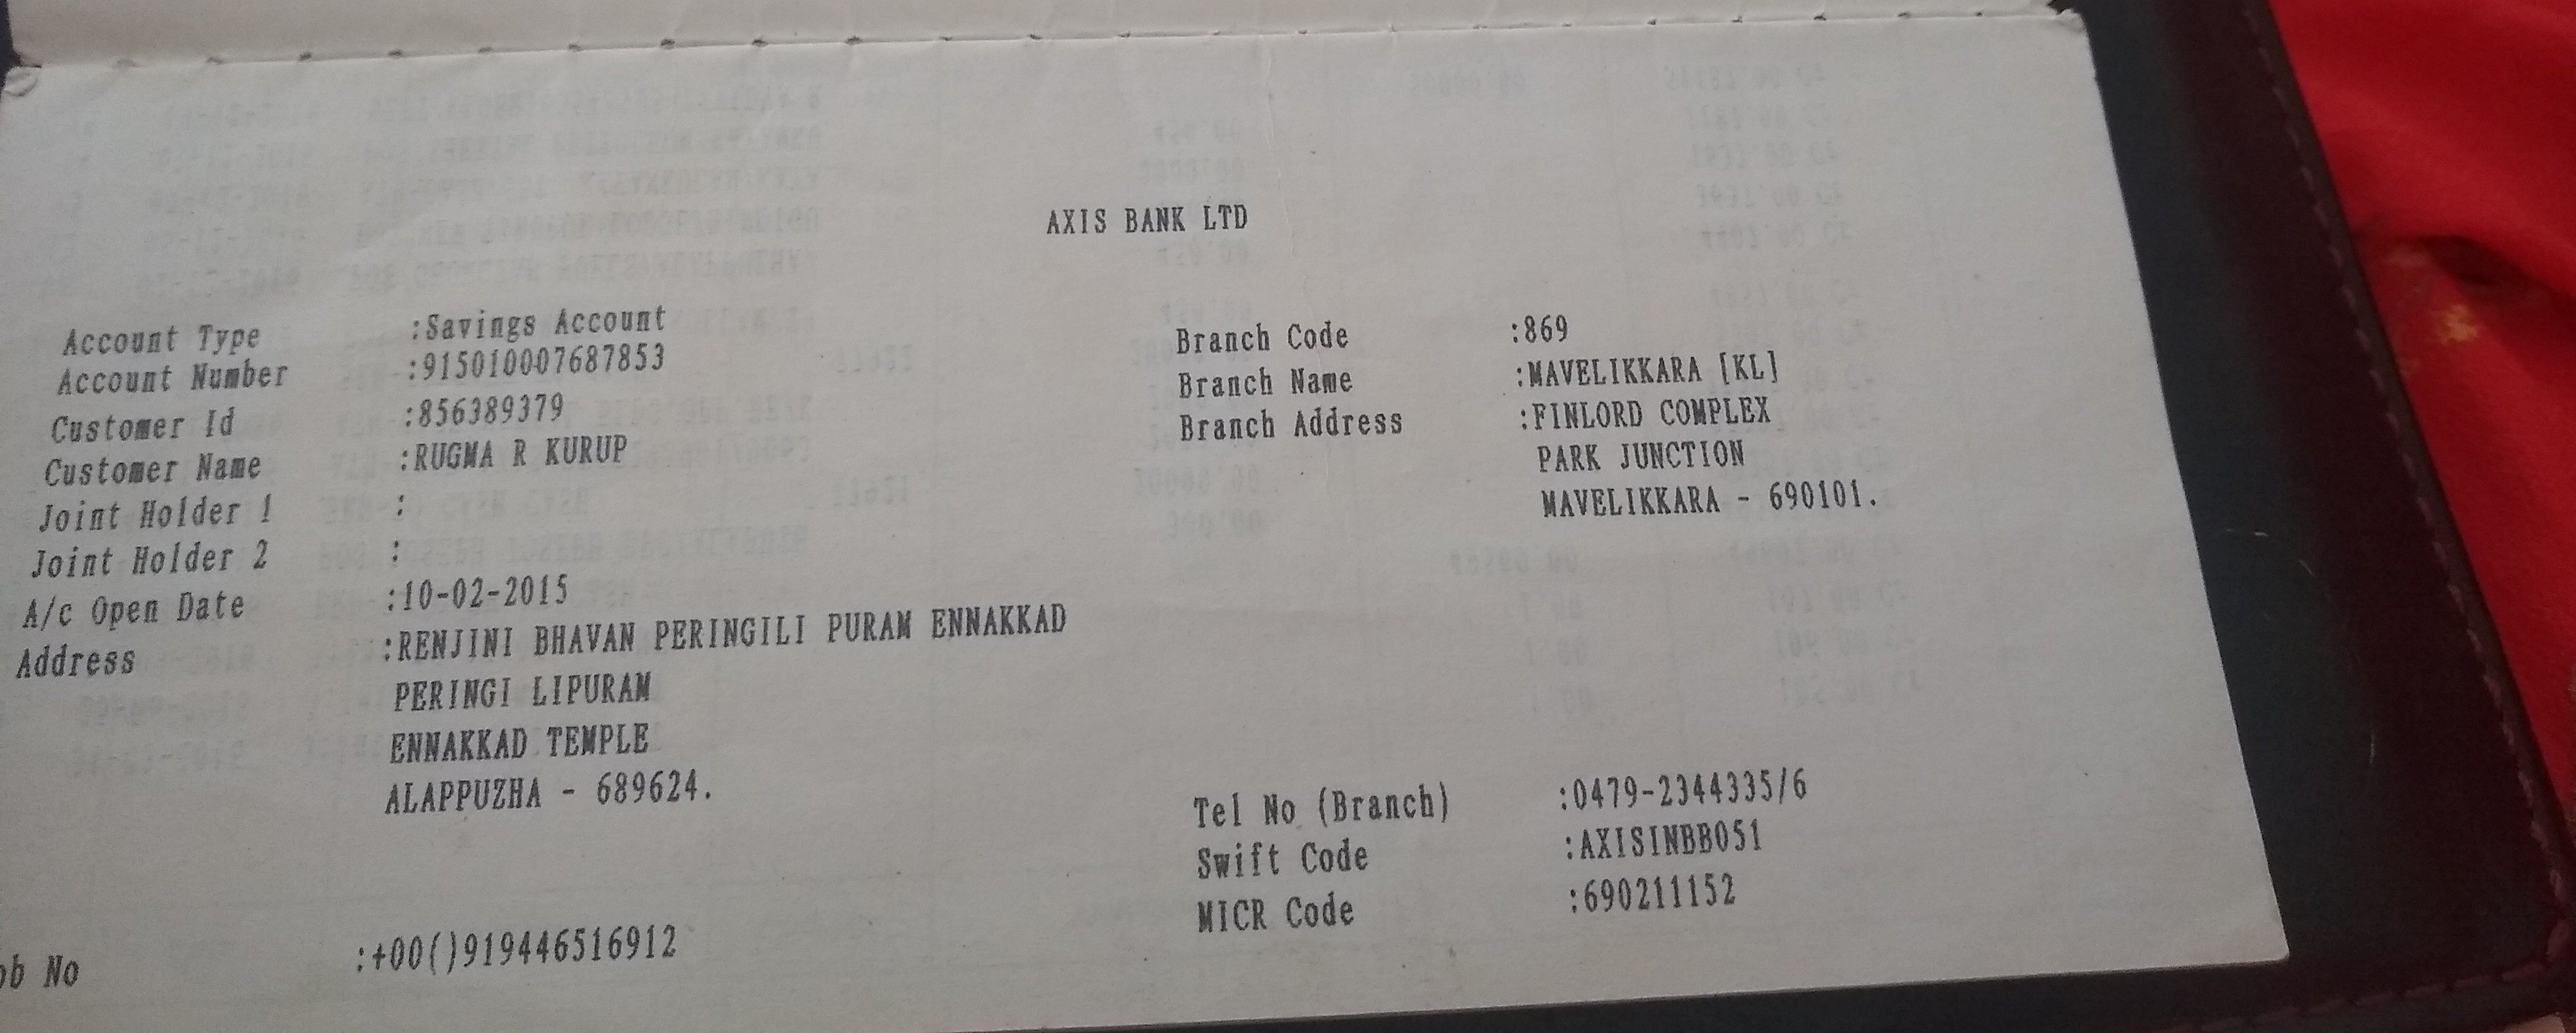 AXIS BANK LTD
Account Type :Savings Account
Account Number :915010007687853
Customer Id :856389379
Customer Name :RUGMA R KURUP
Joint Holder 1 :
Joint Holder 2 :
A/c Open Date :10-02-2015
Address :RENJINI BHAVAN PERINGILI PURAM ENNAKKAD
PERINGI LIPURAM
ENNAKKAD TEMPLE
ALAPPUZHA - 689624.
ob No :+00()919446516912
Branch Code :869
Branch Name :MAVELIKKARA [KL]
Branch Address :FINLORD COMPLEX
PARK JUNCTION
MAVELIKKARA - 690101.
Tel No (Branch) :0479-2344335/6
Swift Code :AXISINBB051
MICR Code :690211152